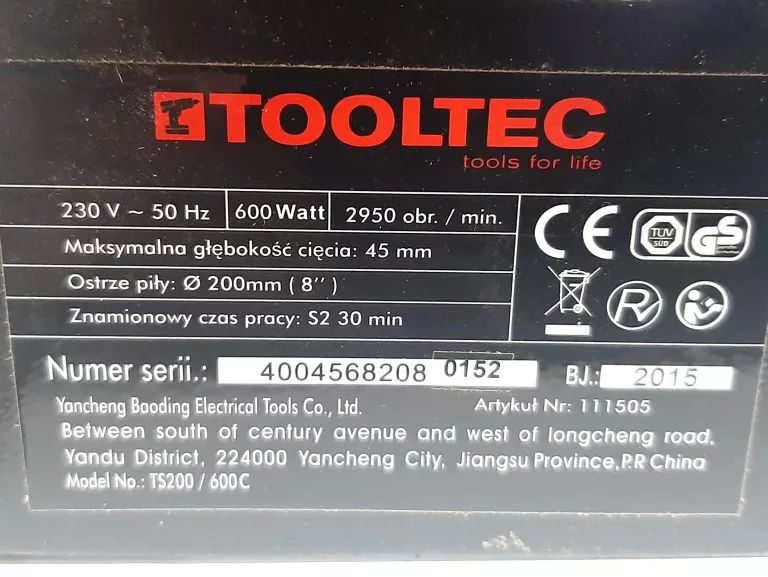 TOOLTEC
tools for life
230 V ~ 50 Hz 600 Watt 2950 obr. / min.
Maksymalna głębokość cięcia: 45 mm
Ostrze piły: Ø 200mm ( 8'' )
Znamionowy czas pracy: S2 30 min
CE TÜV SÜD GS
Numer serii.: 4004568208 0152 BJ.: 2015
Yancheng Baoding Electrical Tools Co., Ltd. Artykuł Nr: 111505
Between south of century avenue and west of longcheng road,
Yandu District, 224000 Yancheng City, Jiangsu Province,P.R China
Model No.: TS200 / 600C